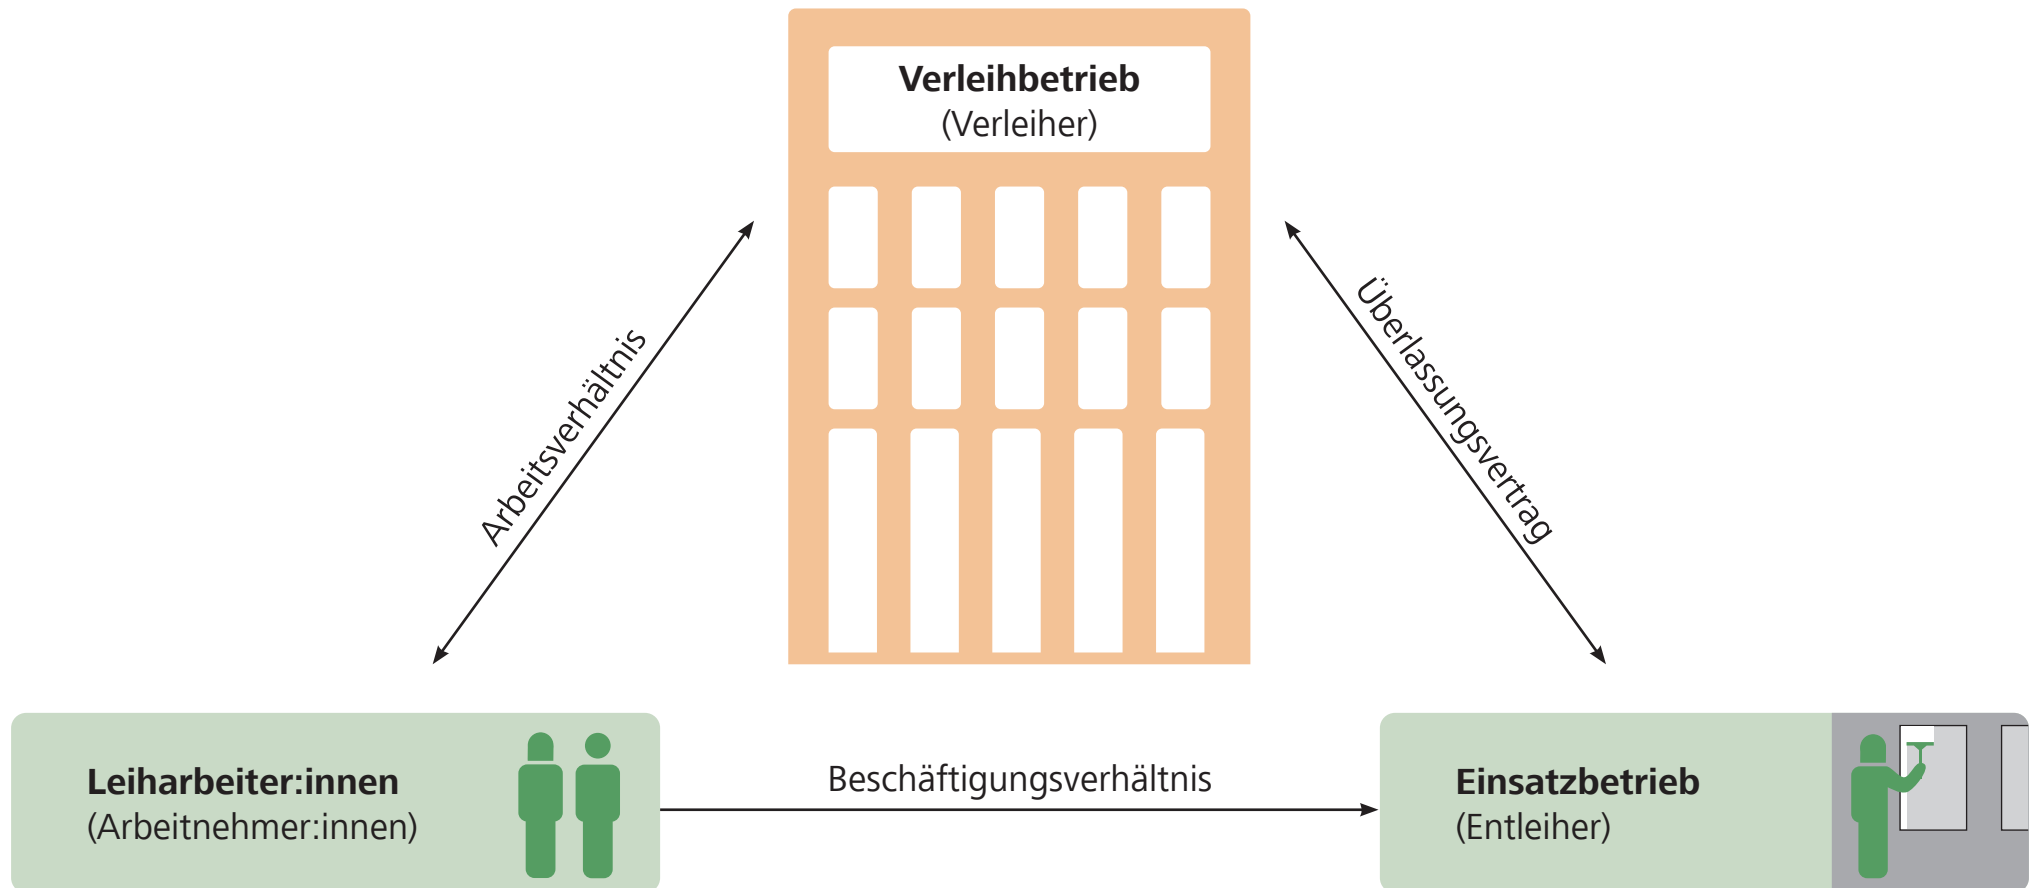 Verleihbetrieb
(Verleiher)
Arbeitsverhältnis
Überlassungsvertrag
Leiharbeiter:innen
(Arbeitnehmer:innen)
Beschäftigungsverhältnis
Einsatzbetrieb
(Entleiher)